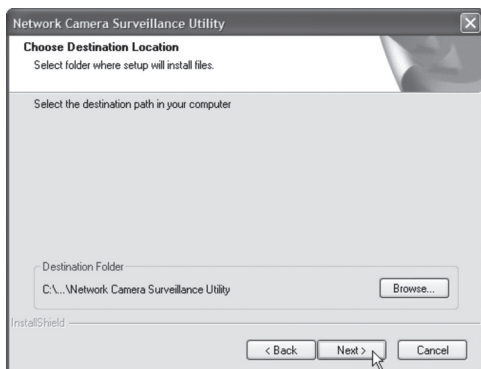 Network Camera Surveillance Utility
Choose Destination Location
Select folder where setup will install files.
Select the destination path in your computer
Destination Folder
C:\...\Network Camera Surveillance Utility
Browse...
InstallShield
< Back
Next >
Cancel